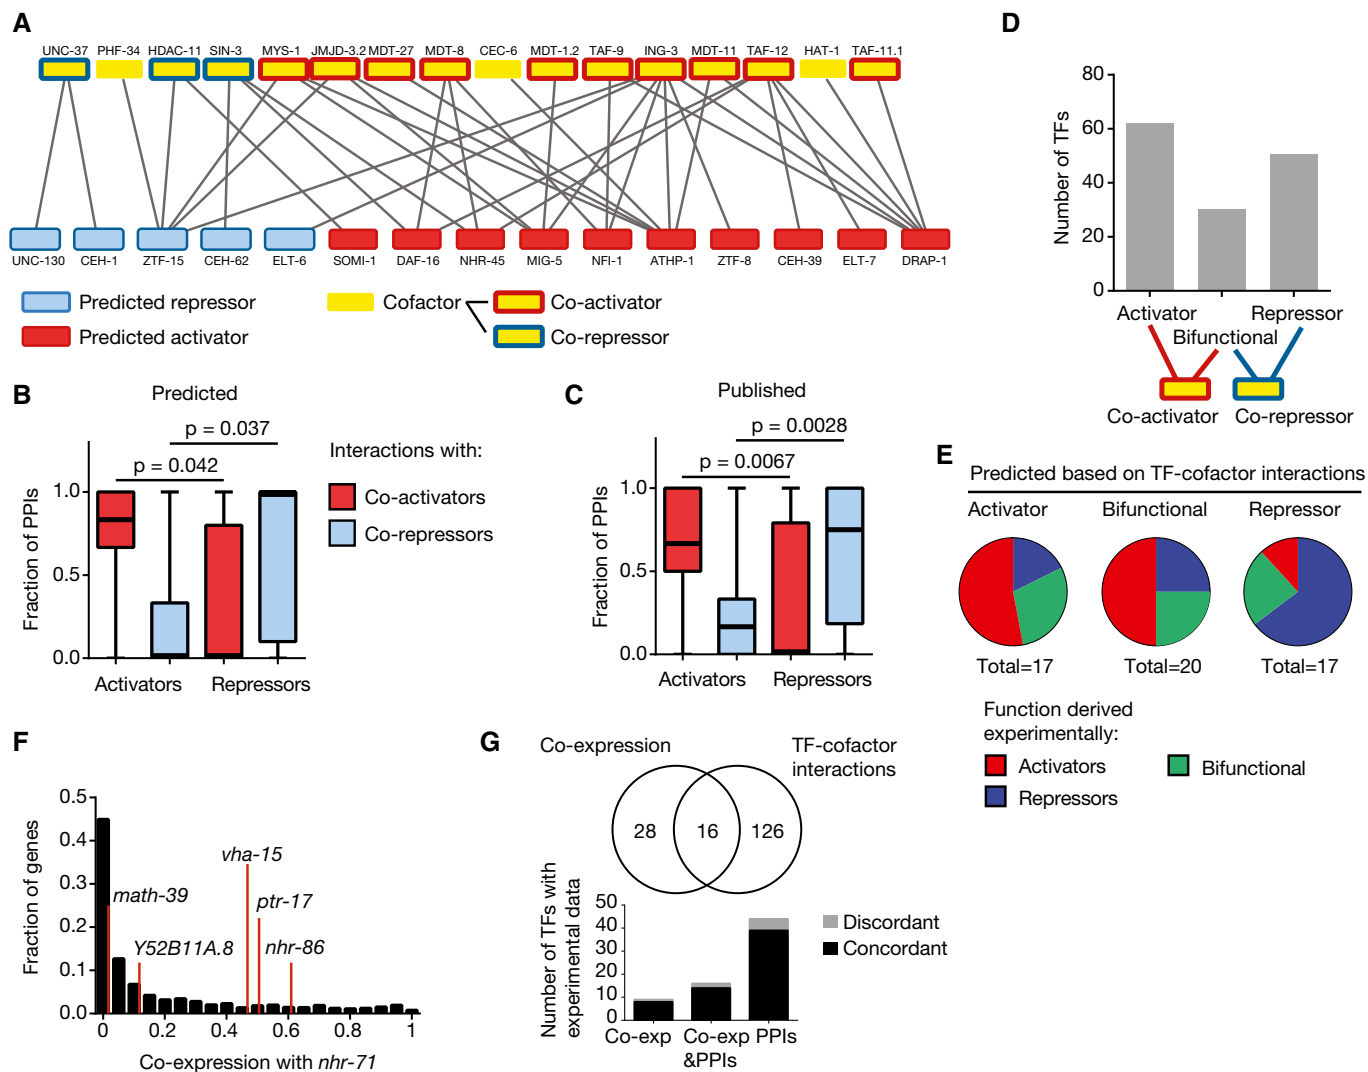 A
UNC-37 PHF-34 HDAC-11 SIN-3 MYS-1 JMJD-3.2 MDT-27 MDT-8 CEC-6 MDT-1.2 TAF-9 ING-3 MDT-11 TAF-12 HAT-1 TAF-11.1
UNC-130 CEH-1 ZTF-15 CEH-62 ELT-6 SOMI-1 DAF-16 NHR-45 MIG-5 NFI-1 ATHP-1 ZTF-8 CEH-39 ELT-7 DRAP-1
Predicted repressor
Predicted activator
Cofactor
Co-activator
Co-repressor
B
Predicted
p = 0.037
p = 0.042
Fraction of PPIs
1.0
0.5
0.0
Activators Repressors
Interactions with:
Co-activators
Co-repressors
C
Published
p = 0.0028
p = 0.0067
Fraction of PPIs
1.0
0.5
0.0
Activators Repressors
D
Number of TFs
80
60
40
20
0
Activator Repressor
Bifunctional
Co-activator Co-repressor
E
Predicted based on TF-cofactor interactions
Activator Bifunctional Repressor
Total=17 Total=20 Total=17
Function derived
experimentally:
Activators
Bifunctional
Repressors
F
Fraction of genes
0.5
0.4
0.3
0.2
0.1
0.0
math-39
Y52B11A.8
vha-15
ptr-17
nhr-86
0 0.2 0.4 0.6 0.8 1
Co-expression with nhr-71
G
Co-expression
TF-cofactor
interactions
28 16 126
Number of TFs with
experimental data
50
40
30
20
10
0
Discordant
Concordant
Co-exp Co-exp PPIs
&PPIs